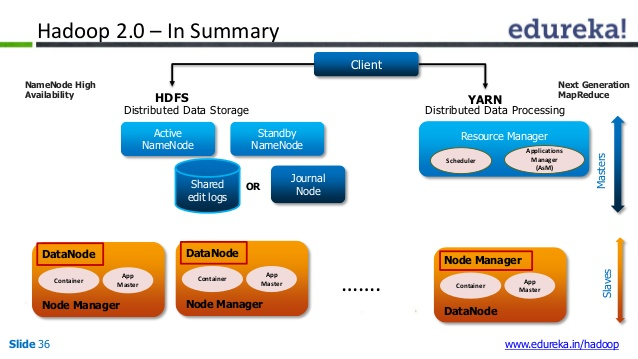 Hadoop 2.0 – In Summary
edureka!
Client
NameNode High
Availability
HDFS
Distributed Data Storage
YARN
Distributed Data Processing
Next Generation
MapReduce
Active
NameNode
Standby
NameNode
Resource Manager
Scheduler
Applications
Manager
(AsM)
Masters
Shared
edit logs
OR
Journal
Node
DataNode
Container
App
Master
Node Manager
DataNode
Container
App
Master
Node Manager
.......
Node Manager
Container
App
Master
DataNode
Slaves
Slide 36
www.edureka.in/hadoop